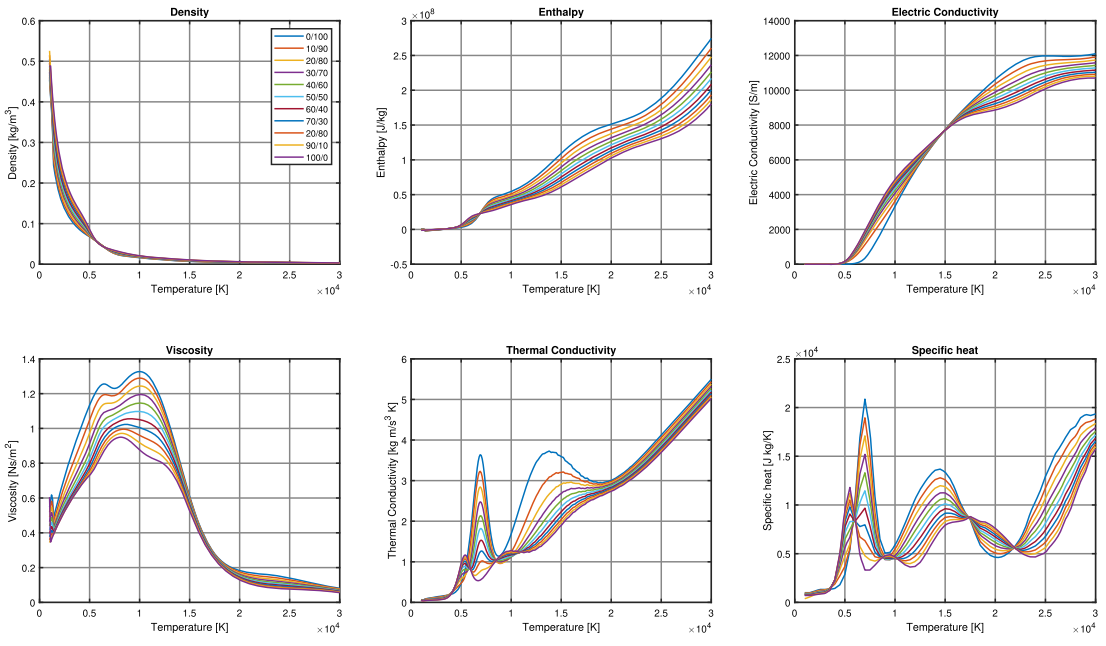 Density
0.6
0.5
0.4
0.3
0.2
0.1
0
Density [kg/m³]
0/100
10/90
20/80
30/70
40/60
50/50
60/40
70/30
20/80
90/10
100/0
0 0.5 1 1.5 2 2.5 3
Temperature [K]
×10⁴
Enthalpy
×10⁸
3
2.5
2
1.5
1
0.5
0
-0.5
Enthalpy [J/kg]
0 0.5 1 1.5 2 2.5 3
Temperature [K]
×10⁴
Electric Conductivity
14000
12000
10000
8000
6000
4000
2000
0
Electric Conductivity [S/m]
0 0.5 1 1.5 2 2.5 3
Temperature [K]
×10⁴
Viscosity
1.4
1.2
1
0.8
0.6
0.4
0.2
0
Viscosity [Ns/m²]
0 0.5 1 1.5 2 2.5 3
Temperature [K]
×10⁴
Thermal Conductivity
6
5
4
3
2
1
0
Thermal Conductivity [kg m/s³ K]
0 0.5 1 1.5 2 2.5 3
Temperature [K]
×10⁴
Specific heat
×10⁴
2.5
2
1.5
1
0.5
0
Specific heat [J kg/K]
0 0.5 1 1.5 2 2.5 3
Temperature [K]
×10⁴